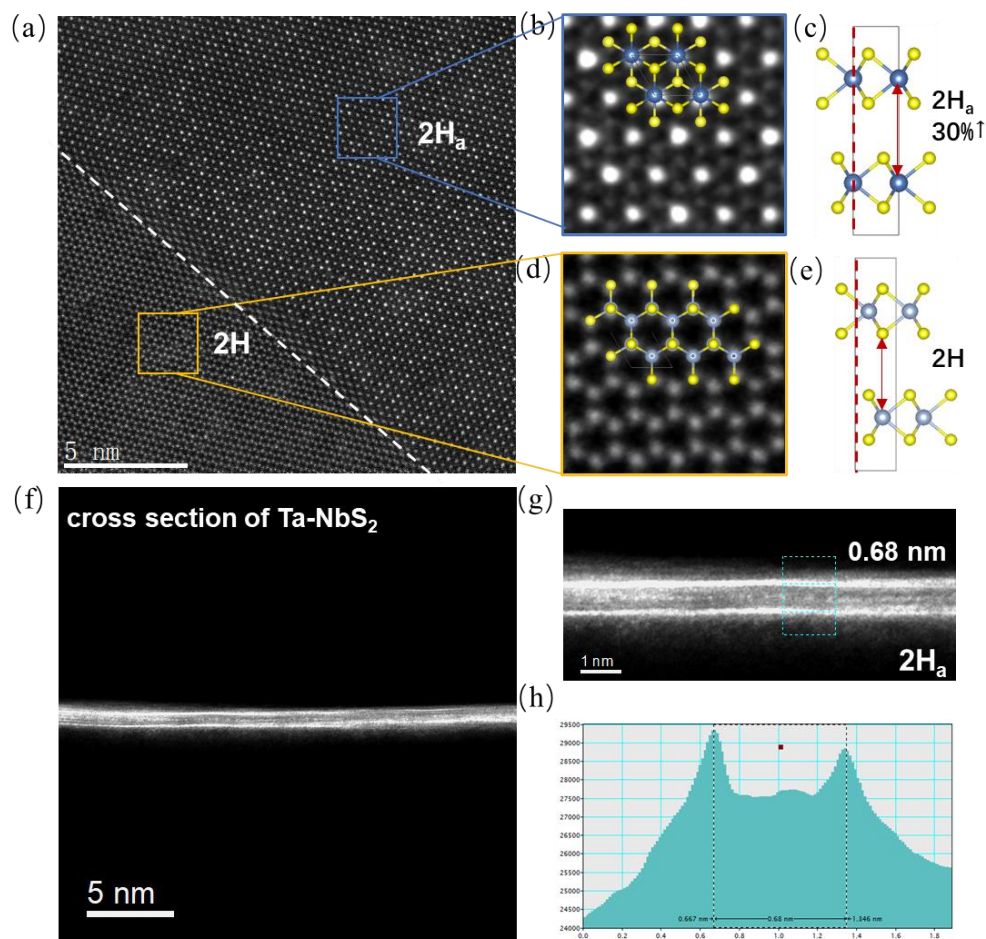 (a)
2Hₐ
2H
5 nm
(b)
(c)
2Hₐ
30%↑
(d)
(e)
2H
(f)
cross section of Ta-NbS₂
5 nm
(g)
0.68 nm
1 nm
2Hₐ
(h)
29500
29000
28500
28000
27500
27000
26500
26000
25500
25000
24500
24000
0.667 nm
0.68 nm
1.346 nm
0.0 0.2 0.4 0.6 0.8 1.0 1.2 1.4 1.6 1.8